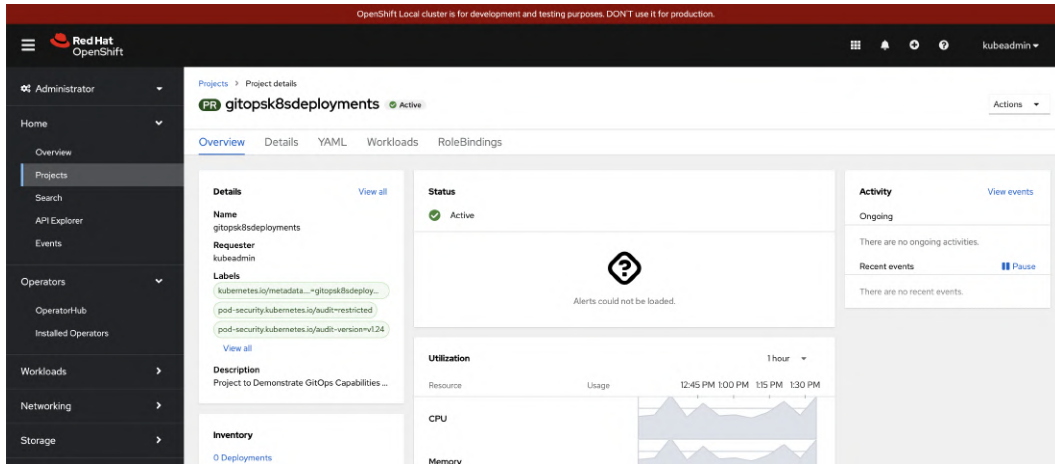 OpenShift Local cluster is for development and testing purposes. DON'T use it for production.
Red Hat
OpenShift
kubeadmin
Administrator
Home
Overview
Projects
Search
API Explorer
Events
Operators
OperatorHub
Installed Operators
Workloads
Networking
Storage
Projects > Project details
PR gitopsk8sdeployments Active
Actions
Overview Details YAML Workloads RoleBindings
Details View all
Name
gitopsk8sdeployments
Requester
kubeadmin
Labels
kubernetes.io/metadata....=gitopsk8sdeploy...
pod-security.kubernetes.io/audit=restricted
pod-security.kubernetes.io/audit-version=v1.24
View all
Description
Project to Demonstrate GitOps Capabilities ...
Inventory
0 Deployments
Status
Active
Alerts could not be loaded.
Utilization 1 hour
Resource Usage 12:45 PM 1:00 PM 1:15 PM 1:30 PM
CPU
Memory
Activity View events
Ongoing
There are no ongoing activities.
Recent events Pause
There are no recent events.